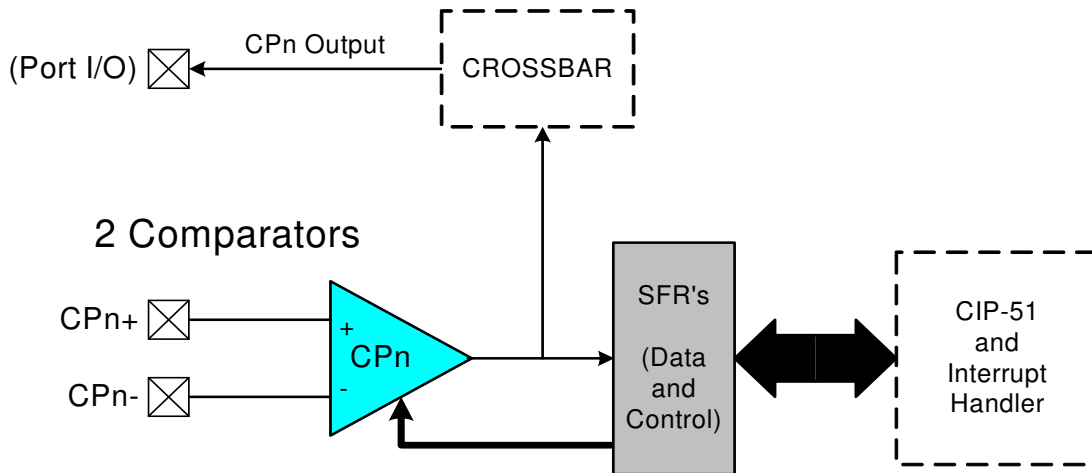 CPn Output
(Port I/O)
CROSSBAR
2 Comparators
CPn+
CPn-
+
CPn
-
SFR's
(Data
and
Control)
CIP-51
and
Interrupt
Handler